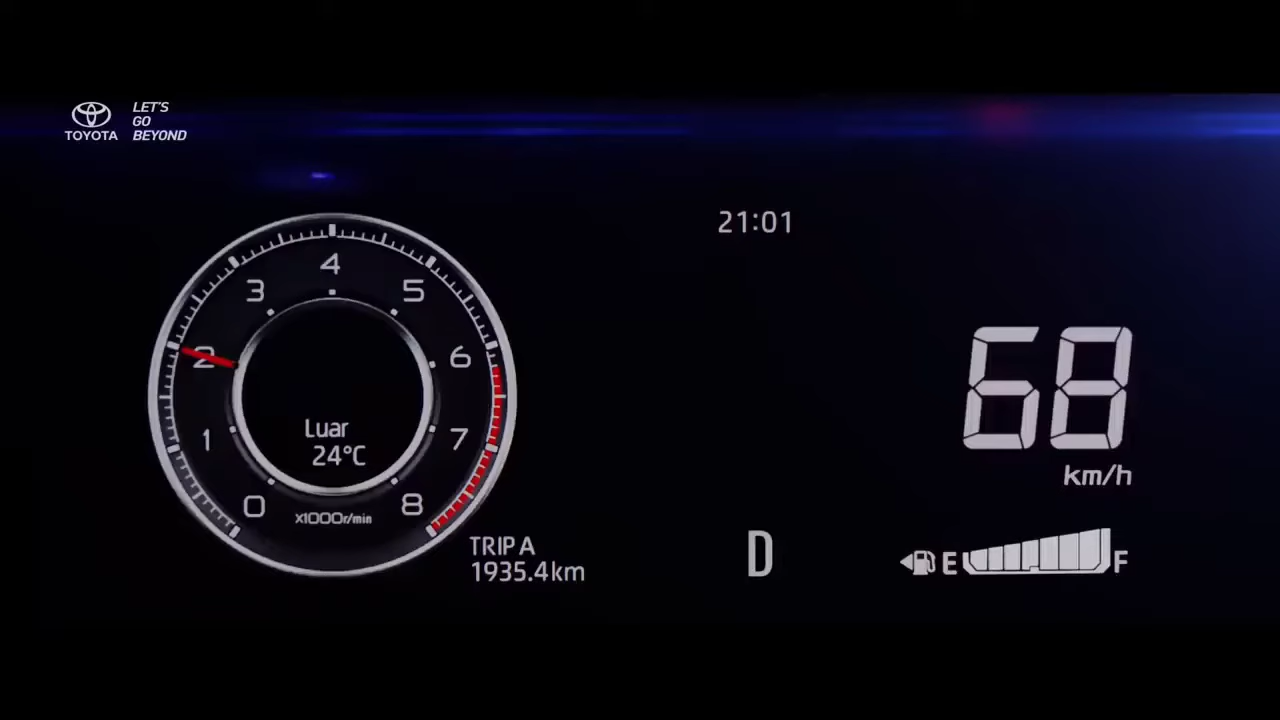 TOYOTA
LET'S
GO
BEYOND
21:01
4
3
5
2
6
1
7
0
8
x1000r/min
Luar
24°C
68
km/h
TRIP A
1935.4km
D
E
F